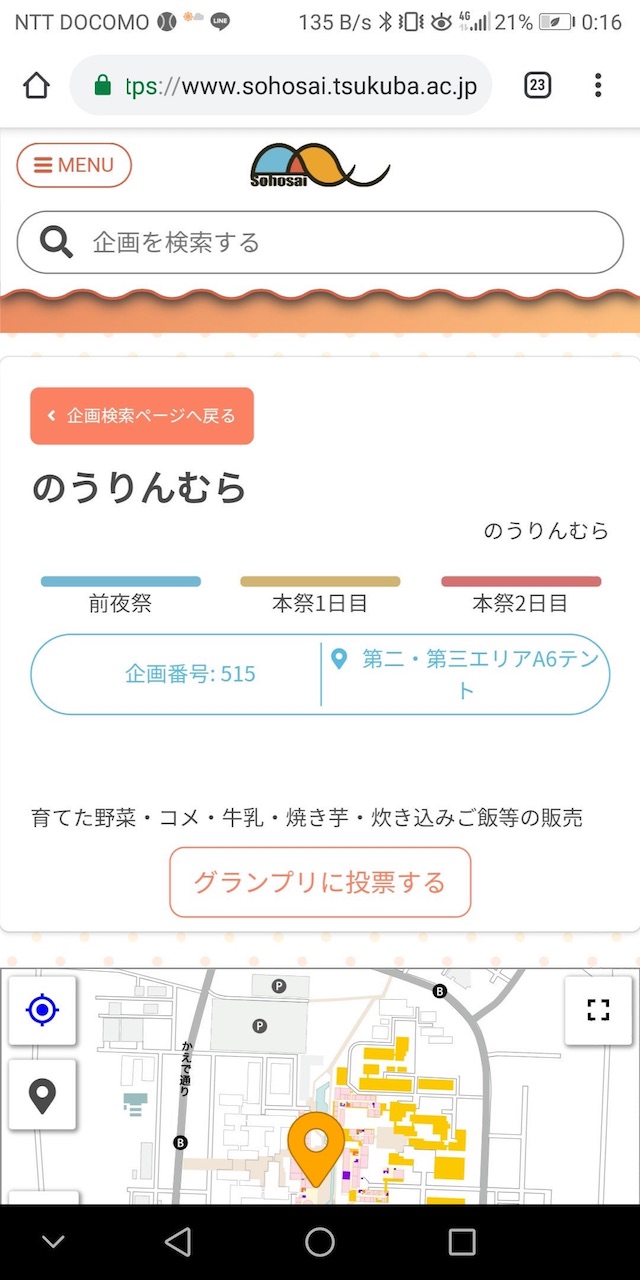 NTT DOCOMO LINE 135 B/s 4G 21% 0:16
tps://www.sohosai.tsukuba.ac.jp 23
MENU
Sohosai
企画を検索する
企画検索ページへ戻る
のうりんむら
のうりんむら
前夜祭 本祭1日目 本祭2日目
企画番号: 515
第二・第三エリアA6テン
ト
育てた野菜・コメ・牛乳・焼き芋・炊き込みご飯等の販売
グランプリに投票する
P
B
P
かえで通り
B